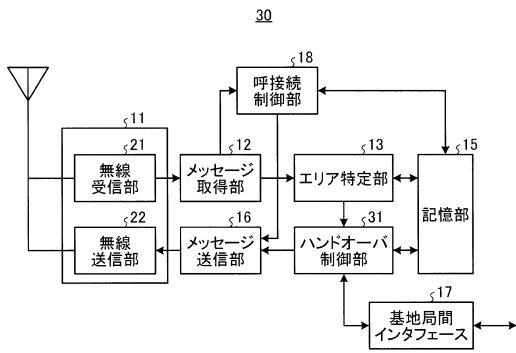 30
18
呼接続
制御部
11
21
無線
受信部
12
メッセージ
取得部
13
エリア特定部
15
記憶部
22
無線
送信部
16
メッセージ
送信部
31
ハンドオーバ
制御部
17
基地局間
インタフェース